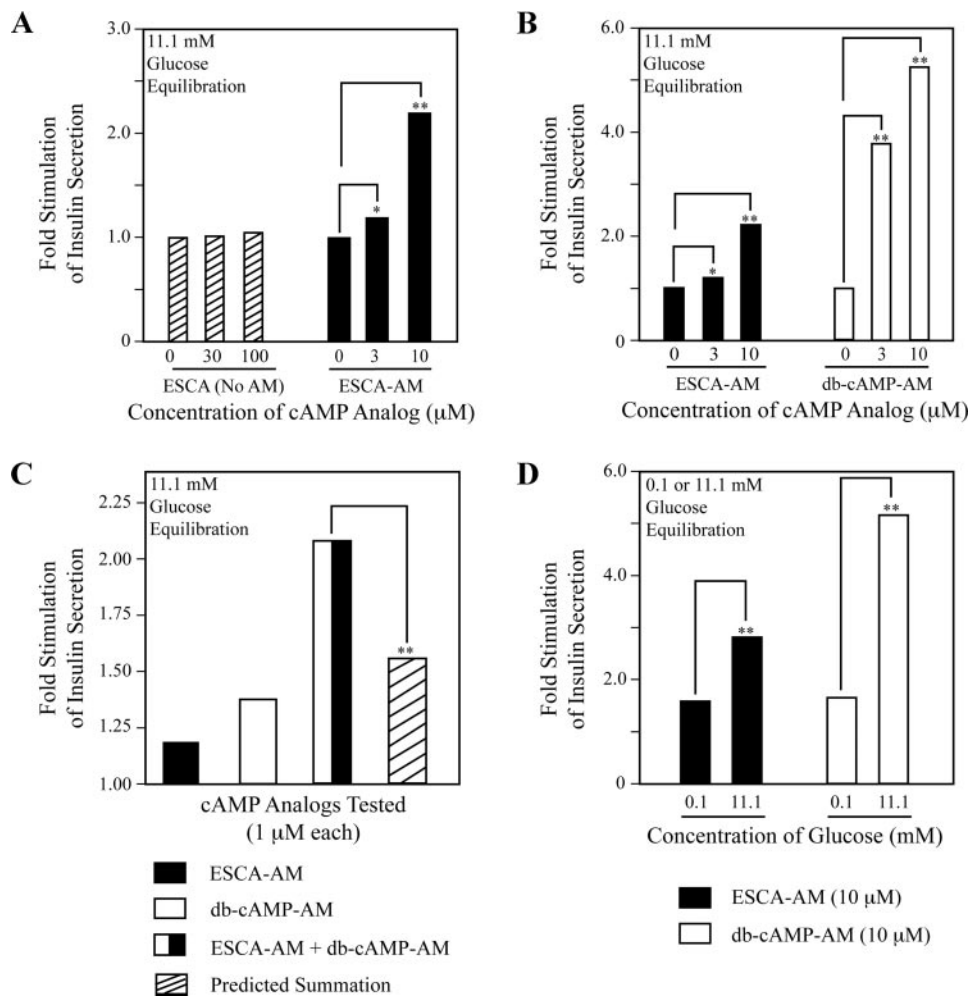 A
Fold Stimulation
of Insulin Secretion
3.0
2.0
1.0
0
11.1 mM
Glucose
Equilibration
*
**
0 30 100 0 3 10
ESCA (No AM) ESCA-AM
Concentration of cAMP Analog (μM)
B
Fold Stimulation
of Insulin Secretion
6.0
4.0
2.0
0
11.1 mM
Glucose
Equilibration
*
**
**
**
0 3 10 0 3 10
ESCA-AM db-cAMP-AM
Concentration of cAMP Analog (μM)
C
Fold Stimulation
of Insulin Secretion
2.25
2.00
1.50
1.25
1.00
11.1 mM
Glucose
Equilibration
**
cAMP Analogs Tested
(1 μM each)
ESCA-AM
db-cAMP-AM
ESCA-AM + db-cAMP-AM
Predicted Summation
D
Fold Stimulation
of Insulin Secretion
6.0
4.0
2.0
0
0.1 or 11.1 mM
Glucose
Equilibration
**
**
0.1 11.1 0.1 11.1
Concentration of Glucose (mM)
ESCA-AM (10 μM)
db-cAMP-AM (10 μM)